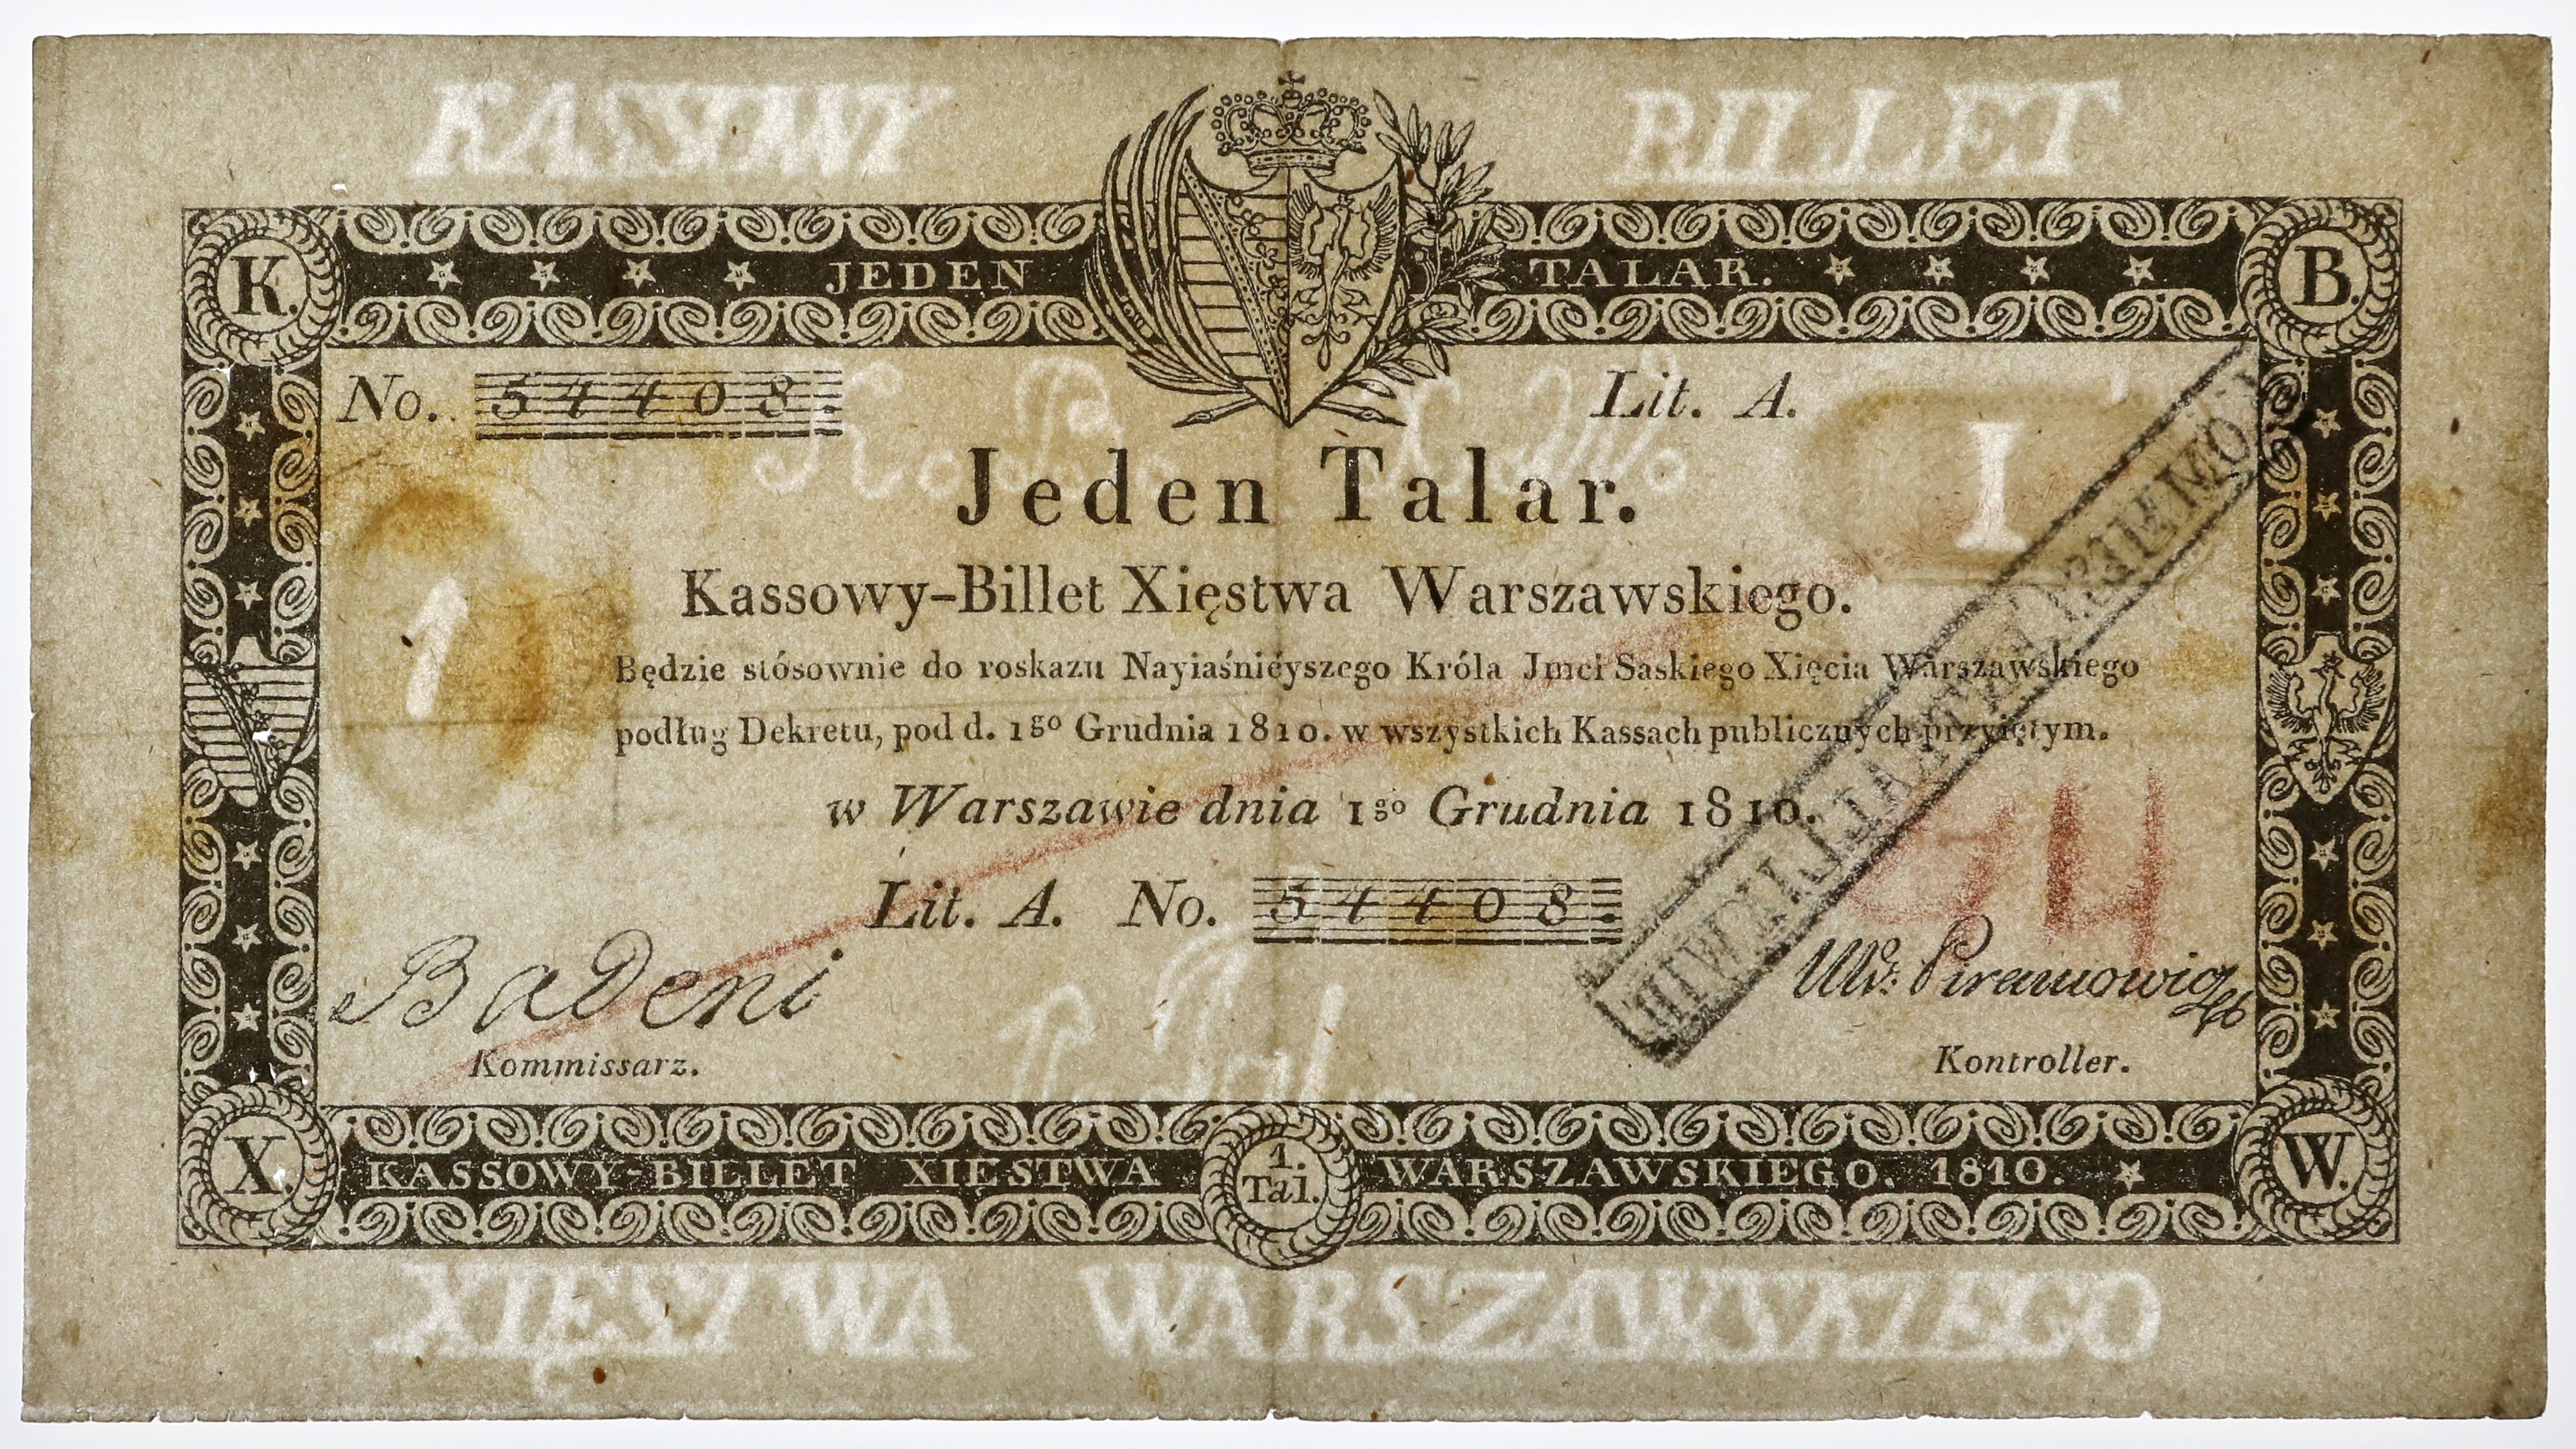 KASSOWY BILLET
K. JEDEN TALAR. B.
No. 54408. Lit. A.
K. B. X. W.
1 I
Jeden Talar.
Kassowy-Billet Xięstwa Warszawskiego.
Będzie stósownie do roskazu Nayiaśniéyszego Króla Jmci Saskiego Xięcia Warszawskiego
podług Dekretu, pod d. 1go Grudnia 1810. w wszystkich Kassach publicznych przyiętym.
w Warszawie dnia 1go Grudnia 1810.
Lit. A. No. 54408.
Badeni
Kommissarz. Kontroller.
X. KASSOWY-BILLET XIĘSTWA 1. Tal. WARSZAWSKIEGO. 1810. W.
XIĘSTWA WARSZAWSKIEGO